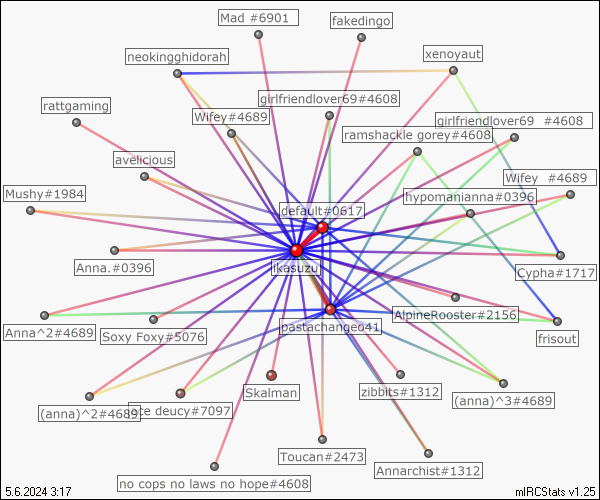 Mad #6901
fakedingo
neokingghidorah
xenoyaut
rattgaming
girlfriendlover69#4608
Wifey#4689
girlfriendlover69 #4608
ramshackle gorey#4608
avelicious
Mushy#1984
Wifey #4689
hypomanianna#0396
default#0617
Anna.#0396
ikasuzu
Cypha#1717
Anna^2#4689
Soxy Foxy#5076
pastachangeo41
AlpineRooster#2156
frisout
Skalman
zibbits#1312
(anna)^3#4689
(anna)^2#4689
ce deucy#7097
Toucan#2473
Annarchist#1312
no cops no laws no hope#4608
5.6.2024 3:17
mIRCStats v1.25